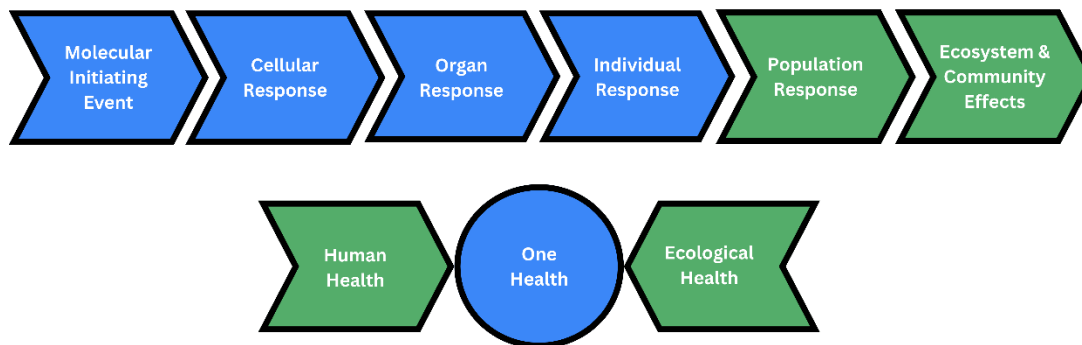 Molecular
Initiating
Event
Cellular
Response
Organ
Response
Individual
Response
Population
Response
Ecosystem &
Community
Effects
Human
Health
One
Health
Ecological
Health